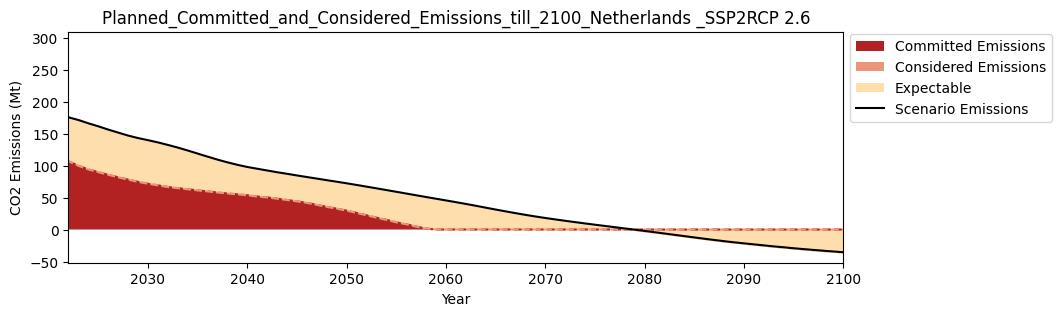 Planned_Committed_and_Considered_Emissions_till_2100_Netherlands _SSP2RCP 2.6
300
250
200
150
100
50
0
−50
CO2 Emissions (Mt)
2030 2040 2050 2060 2070 2080 2090 2100
Year
Committed Emissions
Considered Emissions
Expectable
Scenario Emissions